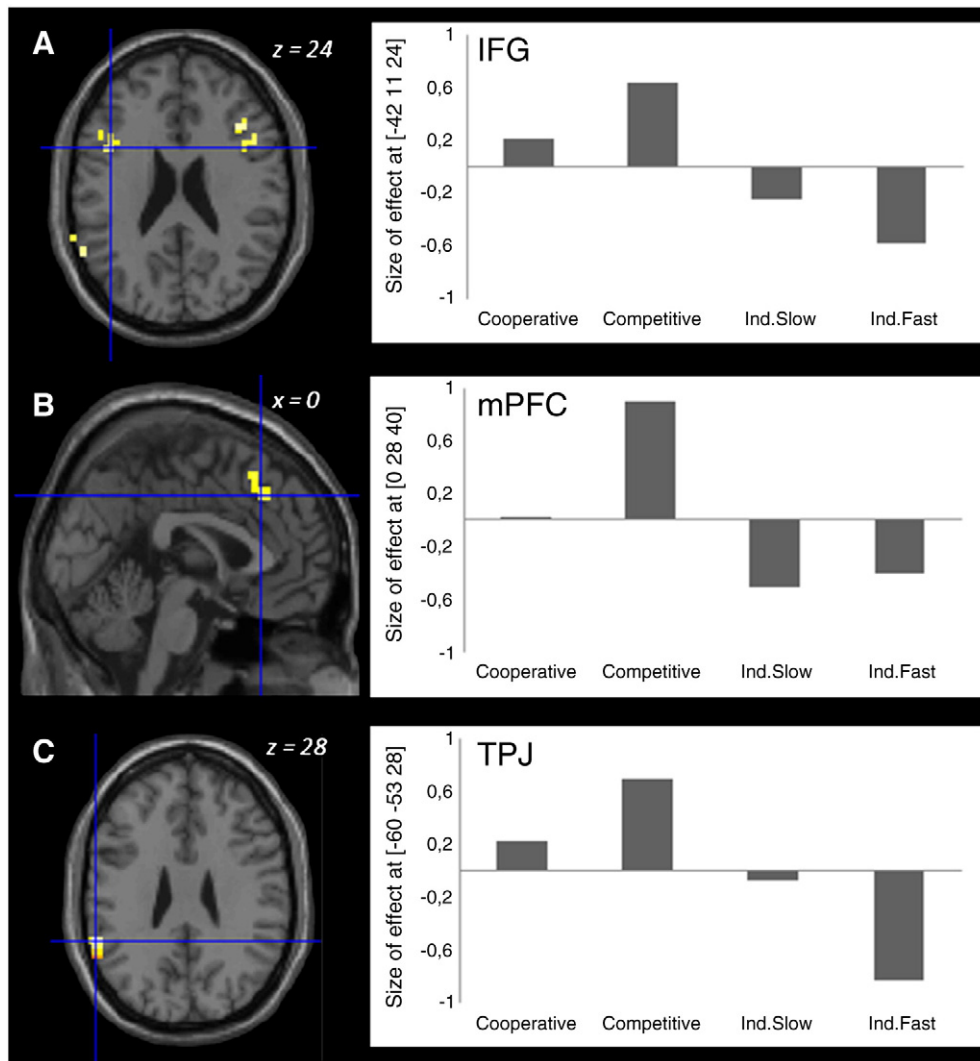 A
z = 24
IFG
Size of effect at [-42 11 24]
1
0,6
0,2
-0,2
-0,6
-1
Cooperative Competitive Ind.Slow Ind.Fast
B
x = 0
mPFC
Size of effect at [0 28 40]
1
0,6
0,2
-0,2
-0,6
-1
Cooperative Competitive Ind.Slow Ind.Fast
C
z = 28
TPJ
Size of effect at [-60 -53 28]
1
0,6
0,2
-0,2
-0,6
-1
Cooperative Competitive Ind.Slow Ind.Fast